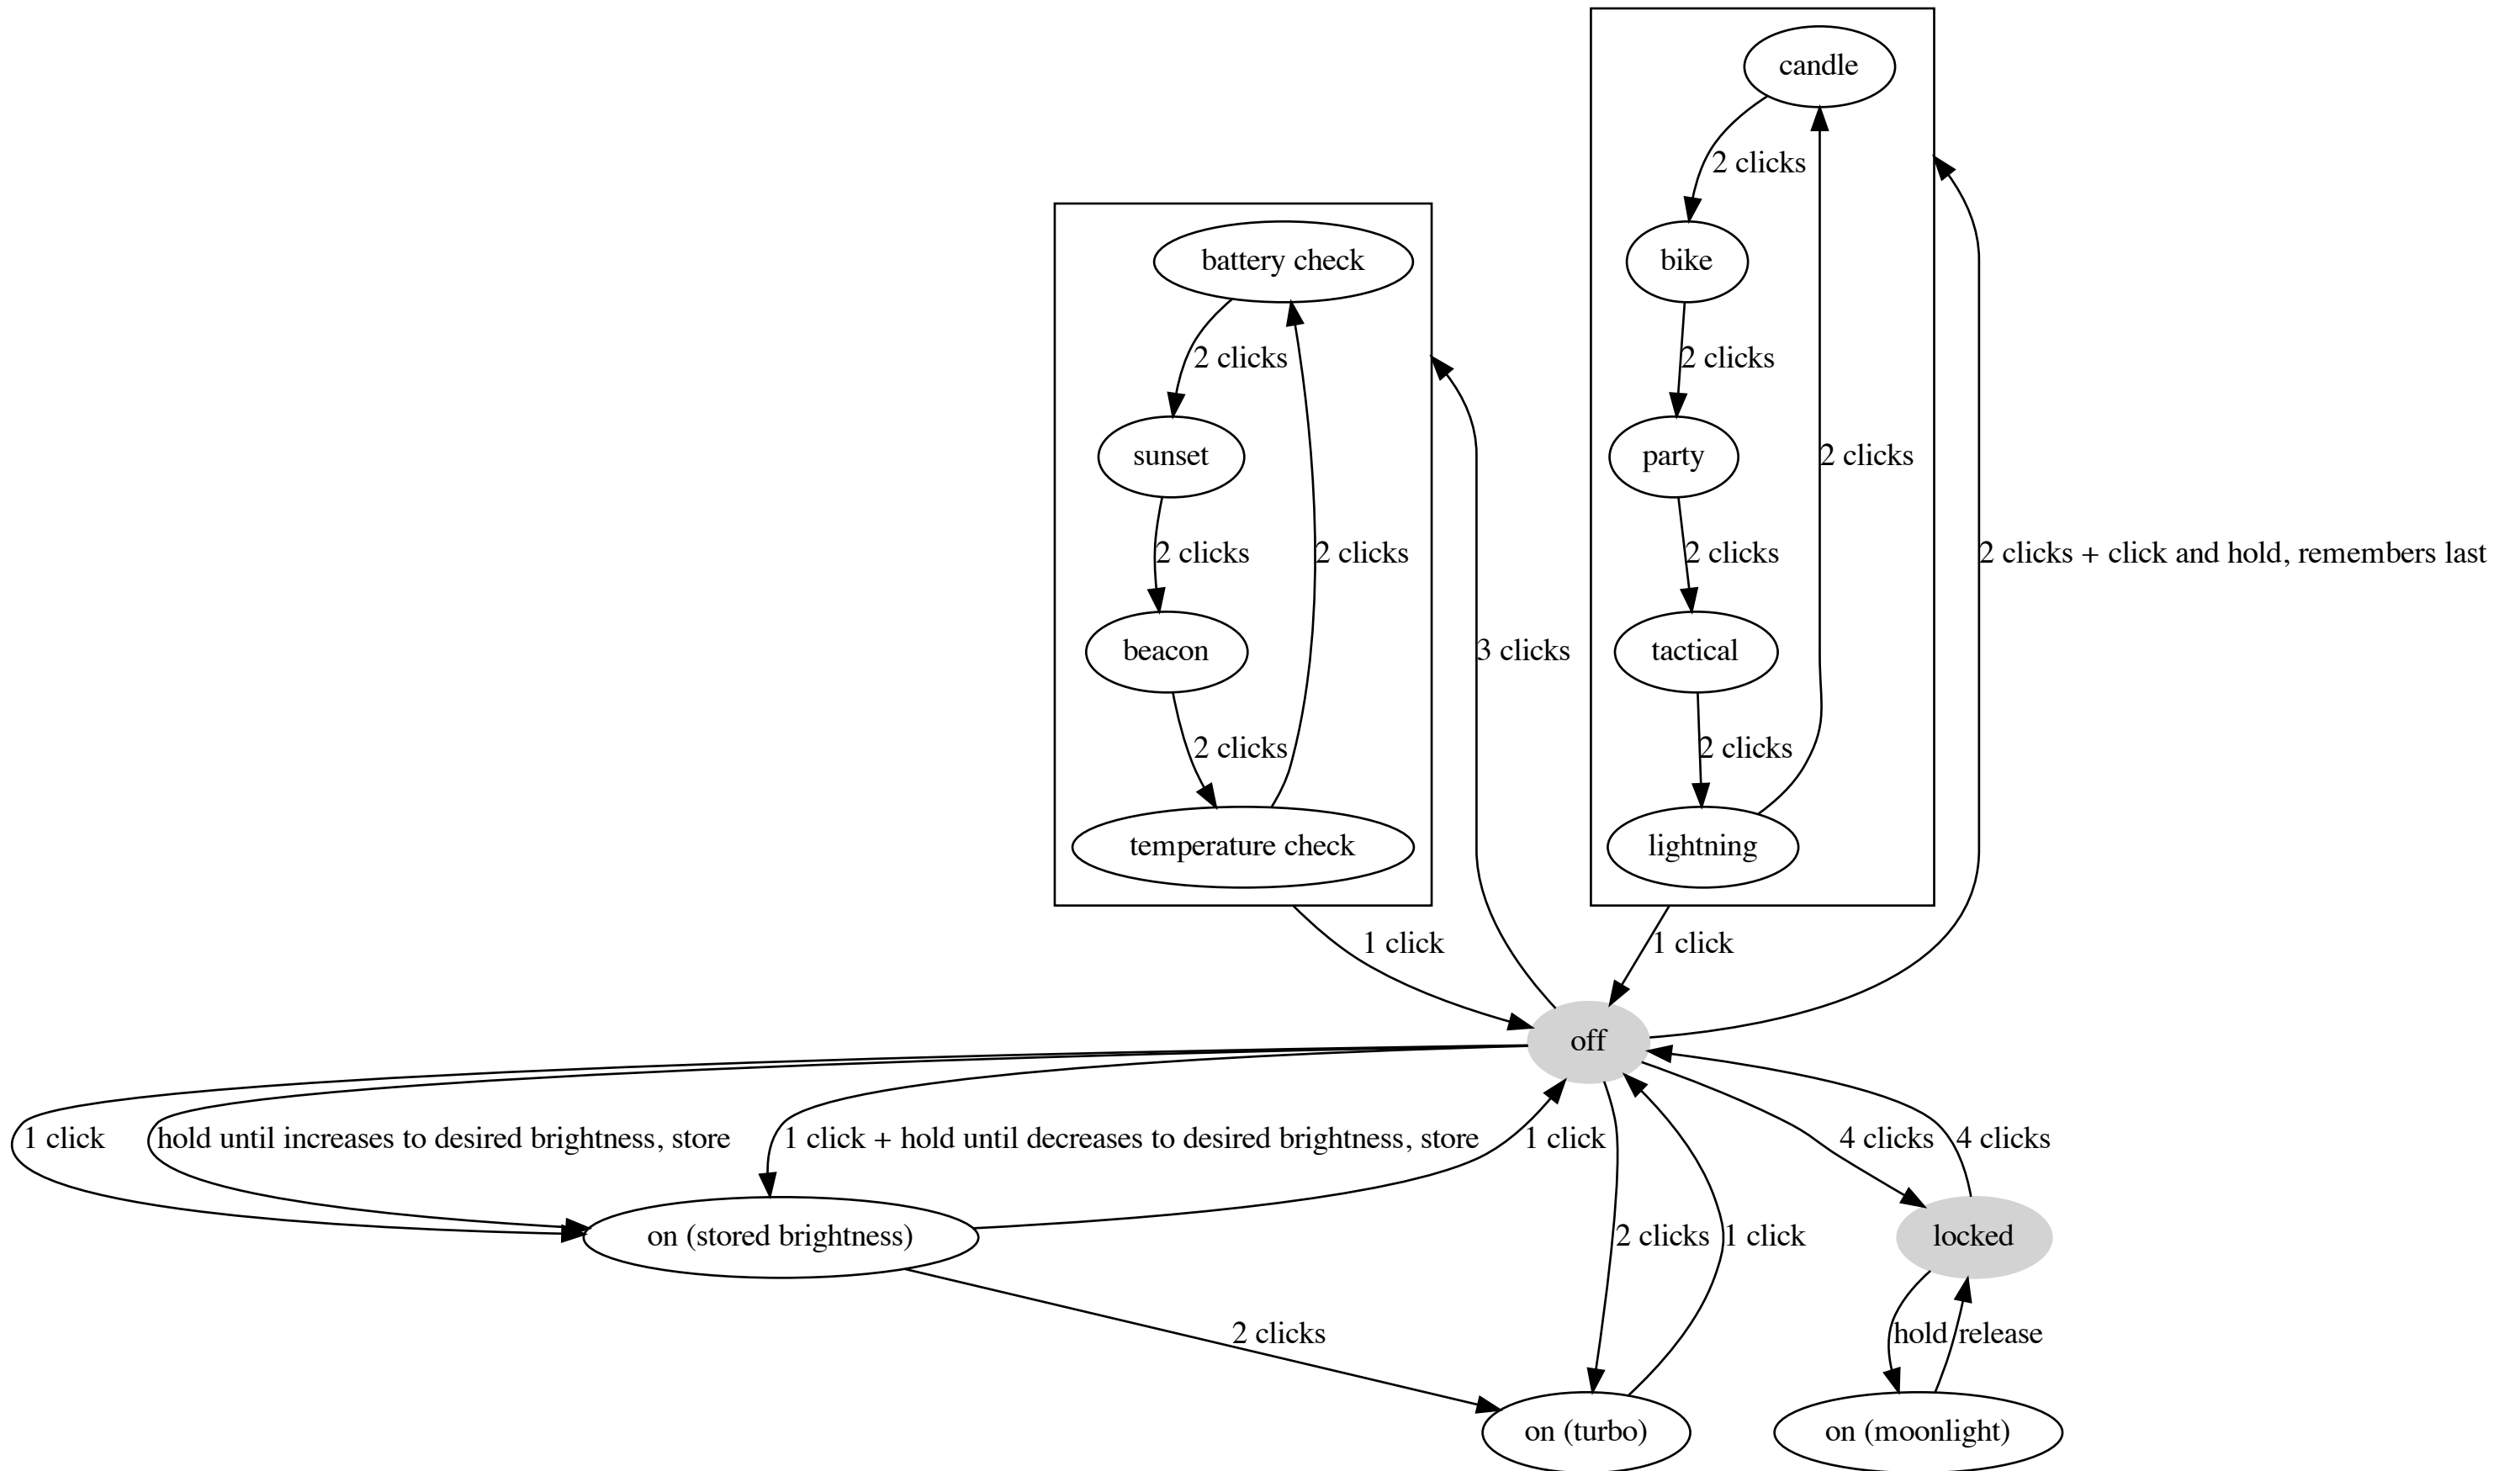 candle
2 clicks
bike
battery check
2 clicks
2 clicks
sunset
party
2 clicks
2 clicks
2 clicks
2 clicks
2 clicks + click and hold, remembers last
beacon
3 clicks
tactical
2 clicks
2 clicks
temperature check
lightning
1 click
1 click
off
1 click
hold until increases to desired brightness, store
1 click + hold until decreases to desired brightness, store
1 click
4 clicks
4 clicks
on (stored brightness)
2 clicks
1 click
locked
2 clicks
hold
release
on (turbo)
on (moonlight)